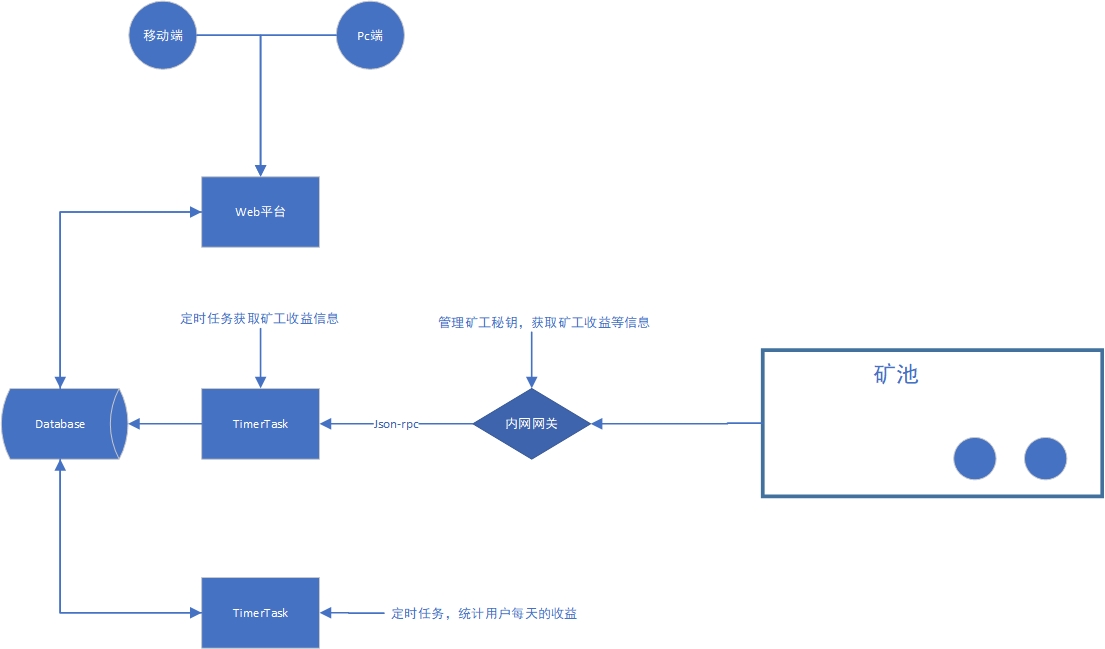 移动端
Pc端
Web平台
定时任务获取矿工收益信息
管理矿工秘钥，获取矿工收益等信息
矿池
Database
TimerTask
Json-rpc
内网网关
TimerTask
定时任务，统计用户每天的收益